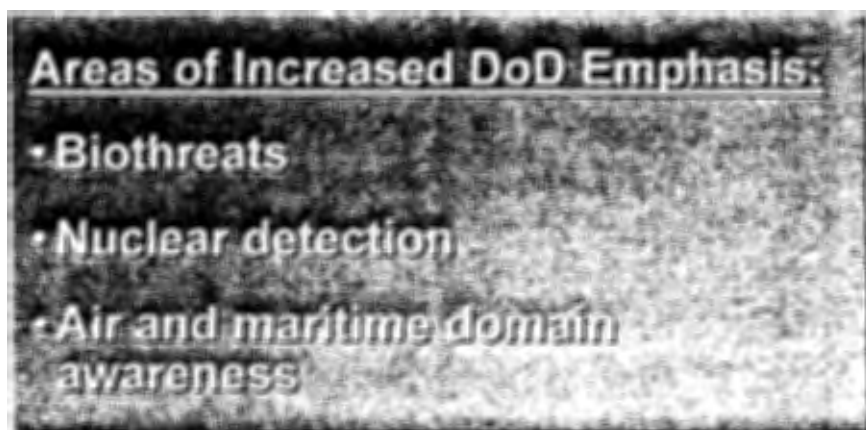 Areas of Increased DoD Emphasis:
•Biothreats
•Nuclear detection
•Air and maritime domain
awareness